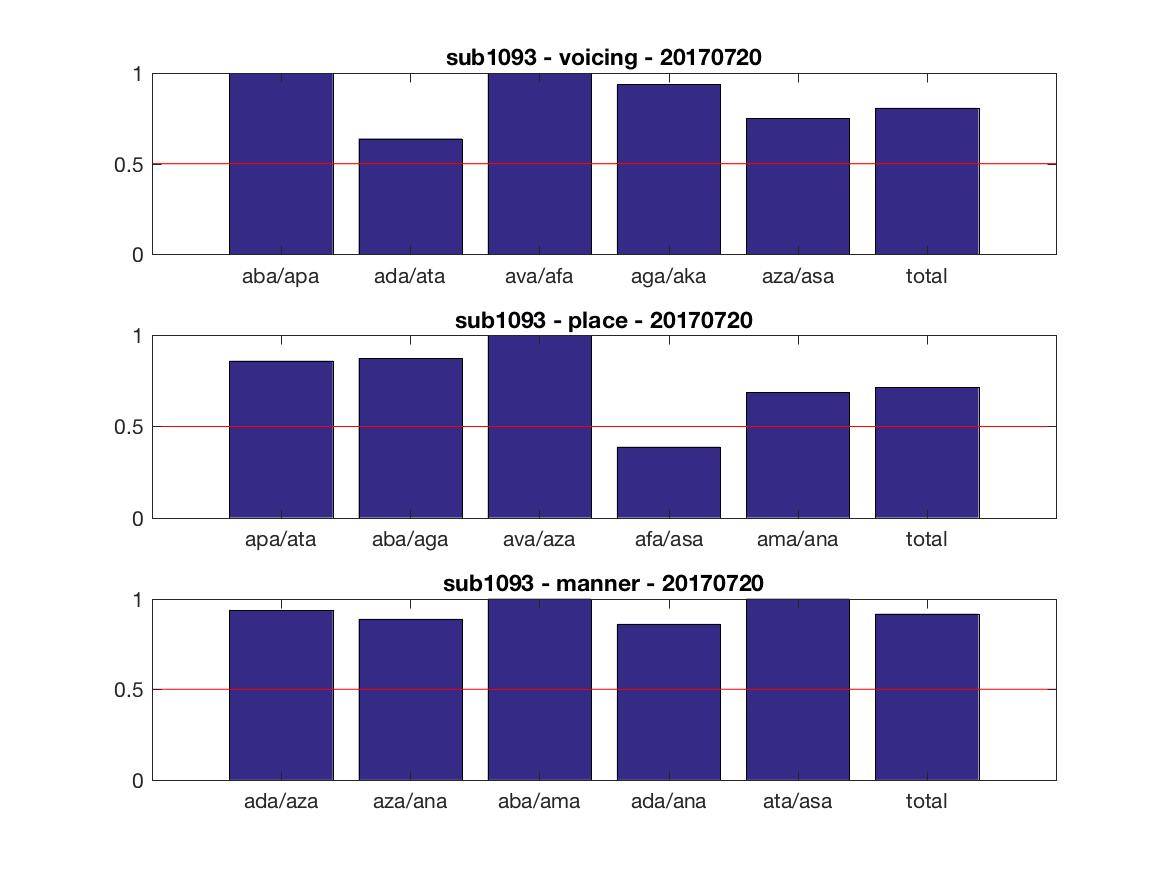 sub1093 - voicing - 20170720
1
0.5
0
aba/apa ada/ata ava/afa aga/aka aza/asa total
sub1093 - place - 20170720
1
0.5
0
apa/ata aba/aga ava/aza afa/asa ama/ana total
sub1093 - manner - 20170720
1
0.5
0
ada/aza aza/ana aba/ama ada/ana ata/asa total